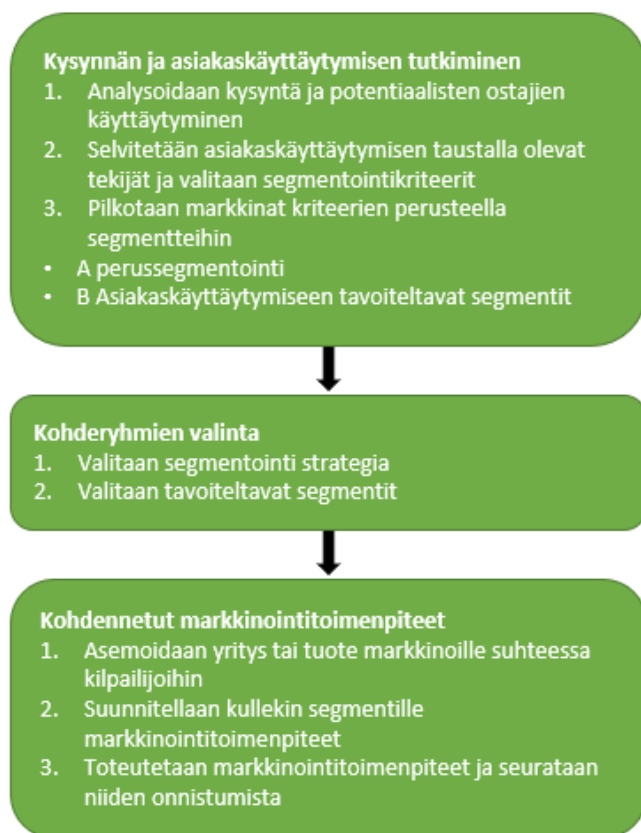 Kysynnän ja asiakaskäyttäytymisen tutkiminen
1. Analysoidaan kysyntä ja potentiaalisten ostajien
käyttäytyminen
2. Selvitetään asiakaskäyttäytymisen taustalla olevat
tekijät ja valitaan segmentointikriteerit
3. Pilkotaan markkinat kriteerien perusteella
segmentteihin
• A perussegmentointi
• B Asiakaskäyttäytymiseen tavoiteltavat segmentit
Kohderyhmien valinta
1. Valitaan segmentointi strategia
2. Valitaan tavoiteltavat segmentit
Kohdennetut markkinointitoimenpiteet
1. Asemoidaan yritys tai tuote markkinoille suhteessa
kilpailijoihin
2. Suunnitellaan kullekin segmentille
markkinointitoimenpiteet
3. Toteutetaan markkinointitoimenpiteet ja seurataan
niiden onnistumista